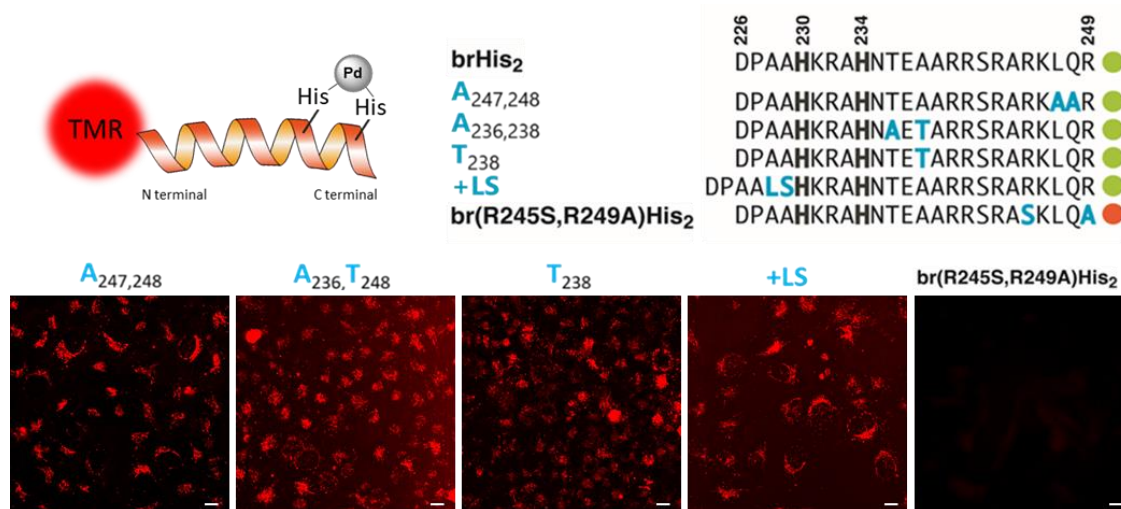 226 230 234 249
TMR
His
Pd
His
N terminal C terminal
brHis2 DPAAHKRAHNTEAARRSRARKLQR
A247,248 DPAAHKRAHNTEAARRSRARKAAR
A236,238 DPAAHKRAHNAETARRSRARKLQR
T238 DPAAHKRAHNTETARRSRARKLQR
+LS DPAALSHKRAHNTEAARRSRARKLQR
br(R245S,R249A)His2 DPAAHKRAHNTEAARRSRASKLQA
A247,248 A236,T248 T238 +LS br(R245S,R249A)His2